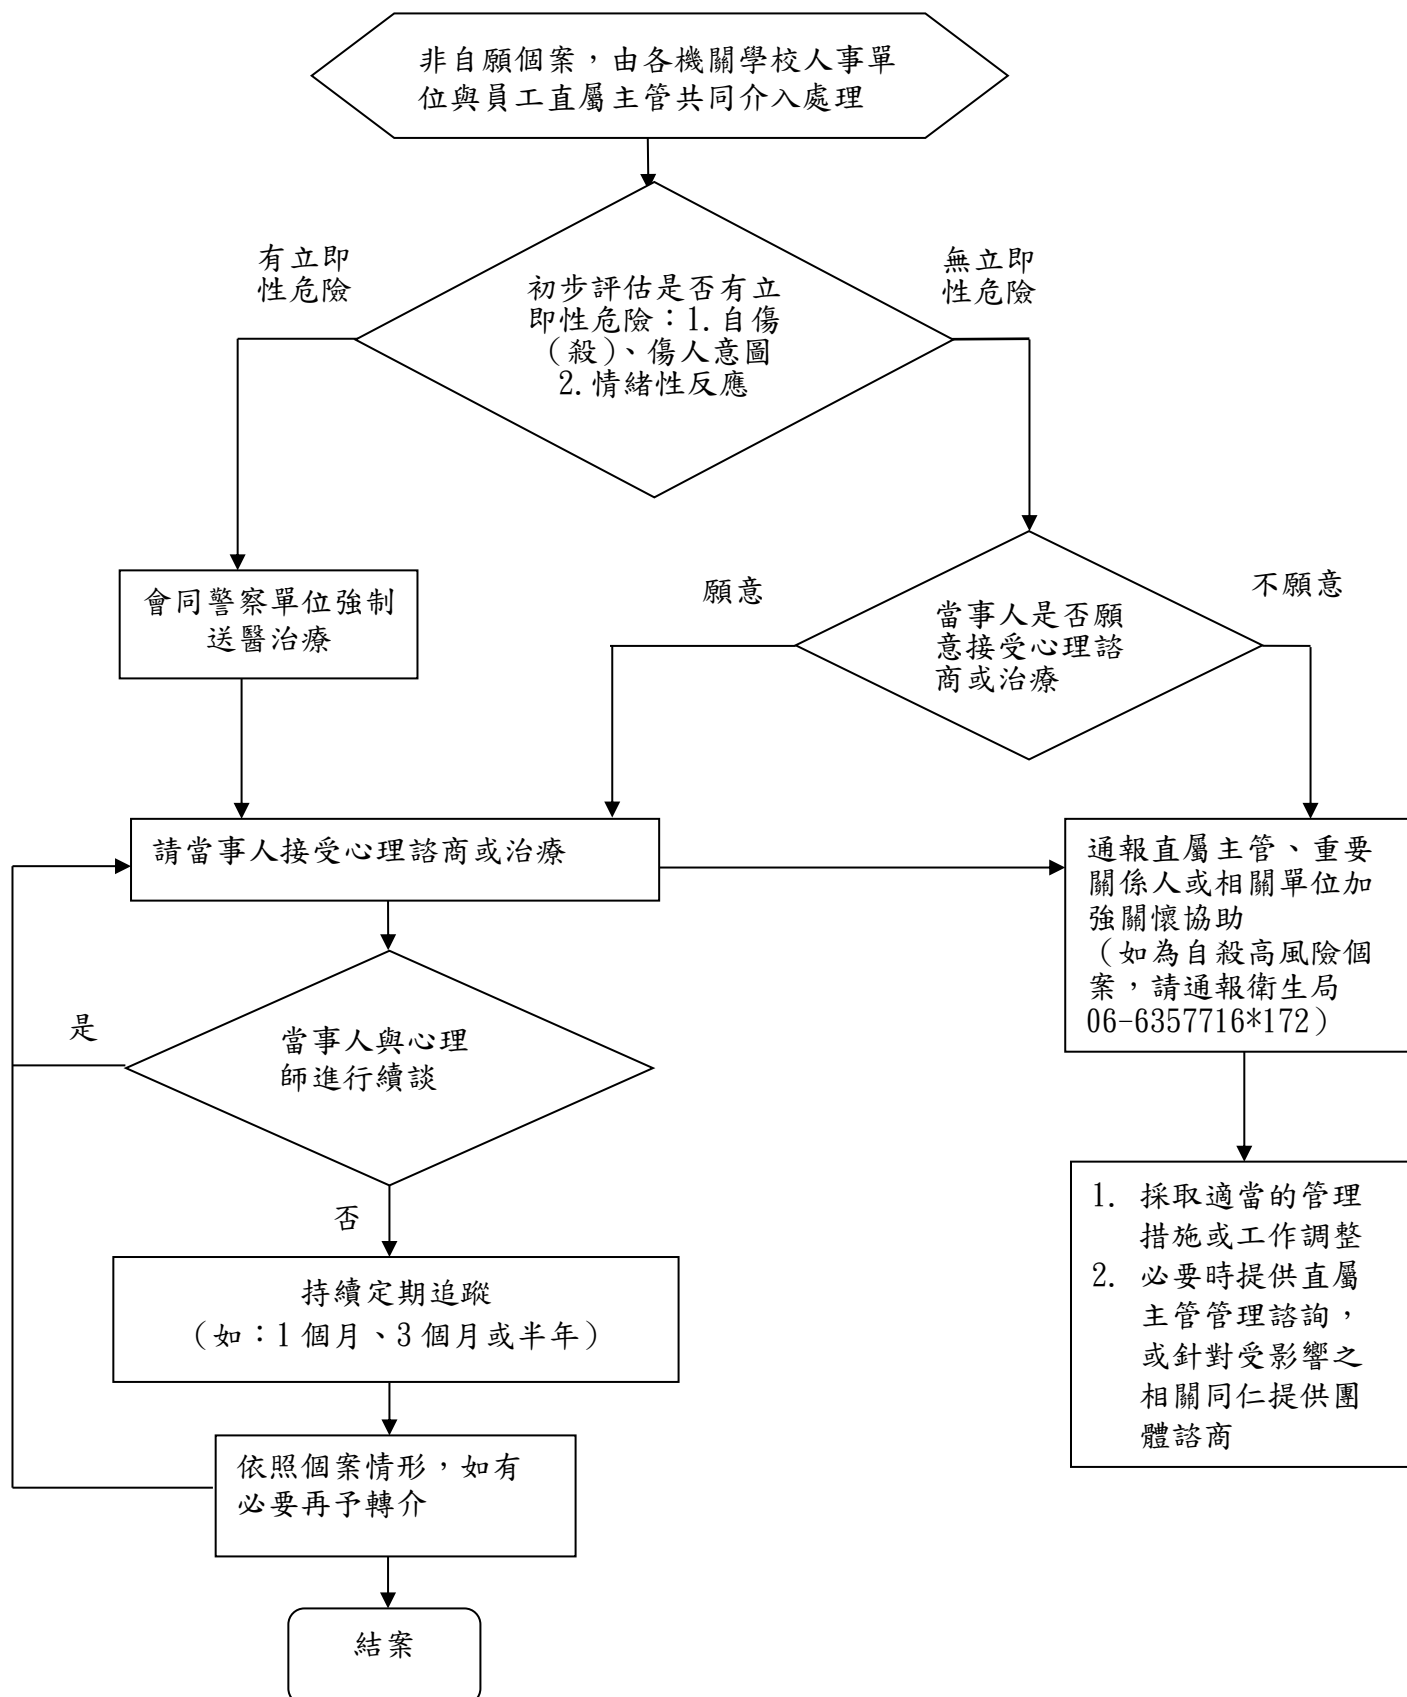 非自願個案，由各機關學校人事單
位與員工直屬主管共同介入處理
有立即
性危險
無立即
性危險
初步評估是否有立
即性危險：1.自傷
（殺）、傷人意圖
2.情緒性反應
會同警察單位強制
送醫治療
願意
不願意
當事人是否願
意接受心理諮
商或治療
請當事人接受心理諮商或治療
通報直屬主管、重要
關係人或相關單位加
強關懷協助
（如為自殺高風險個
案，請通報衛生局
06-6357716*172）
是
當事人與心理
師進行續談
否
持續定期追蹤
（如：1個月、3個月或半年）
1. 採取適當的管理
措施或工作調整
2. 必要時提供直屬
主管管理諮詢，
或針對受影響之
相關同仁提供團
體諮商
依照個案情形，如有
必要再予轉介
結案